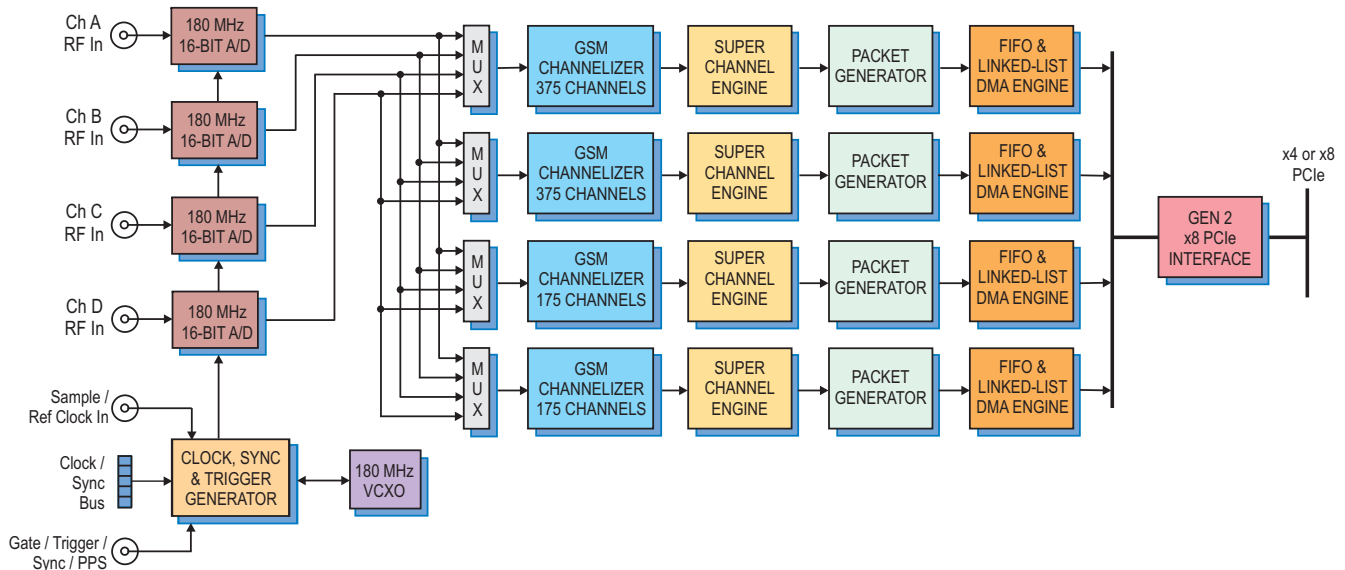 Ch A
RF In
180 MHz
16-BIT A/D
Ch B
RF In
180 MHz
16-BIT A/D
Ch C
RF In
180 MHz
16-BIT A/D
Ch D
RF In
180 MHz
16-BIT A/D
Sample /
Ref Clock In
Clock /
Sync
Bus
Gate / Trigger /
Sync / PPS
CLOCK, SYNC
& TRIGGER
GENERATOR
180 MHz
VCXO
M
U
X
GSM
CHANNELIZER
375 CHANNELS
SUPER
CHANNEL
ENGINE
PACKET
GENERATOR
FIFO &
LINKED-LIST
DMA ENGINE
M
U
X
GSM
CHANNELIZER
375 CHANNELS
SUPER
CHANNEL
ENGINE
PACKET
GENERATOR
FIFO &
LINKED-LIST
DMA ENGINE
M
U
X
GSM
CHANNELIZER
175 CHANNELS
SUPER
CHANNEL
ENGINE
PACKET
GENERATOR
FIFO &
LINKED-LIST
DMA ENGINE
M
U
X
GSM
CHANNELIZER
175 CHANNELS
SUPER
CHANNEL
ENGINE
PACKET
GENERATOR
FIFO &
LINKED-LIST
DMA ENGINE
GEN 2
x8 PCIe
INTERFACE
x4 or x8
PCIe